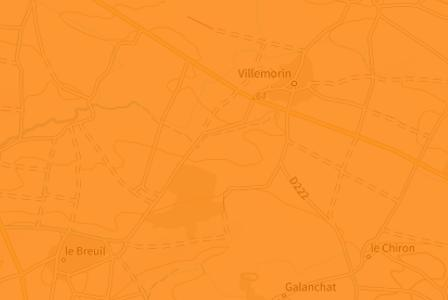 Villemorin
D222
le Breuil
le Chiron
Galanchat